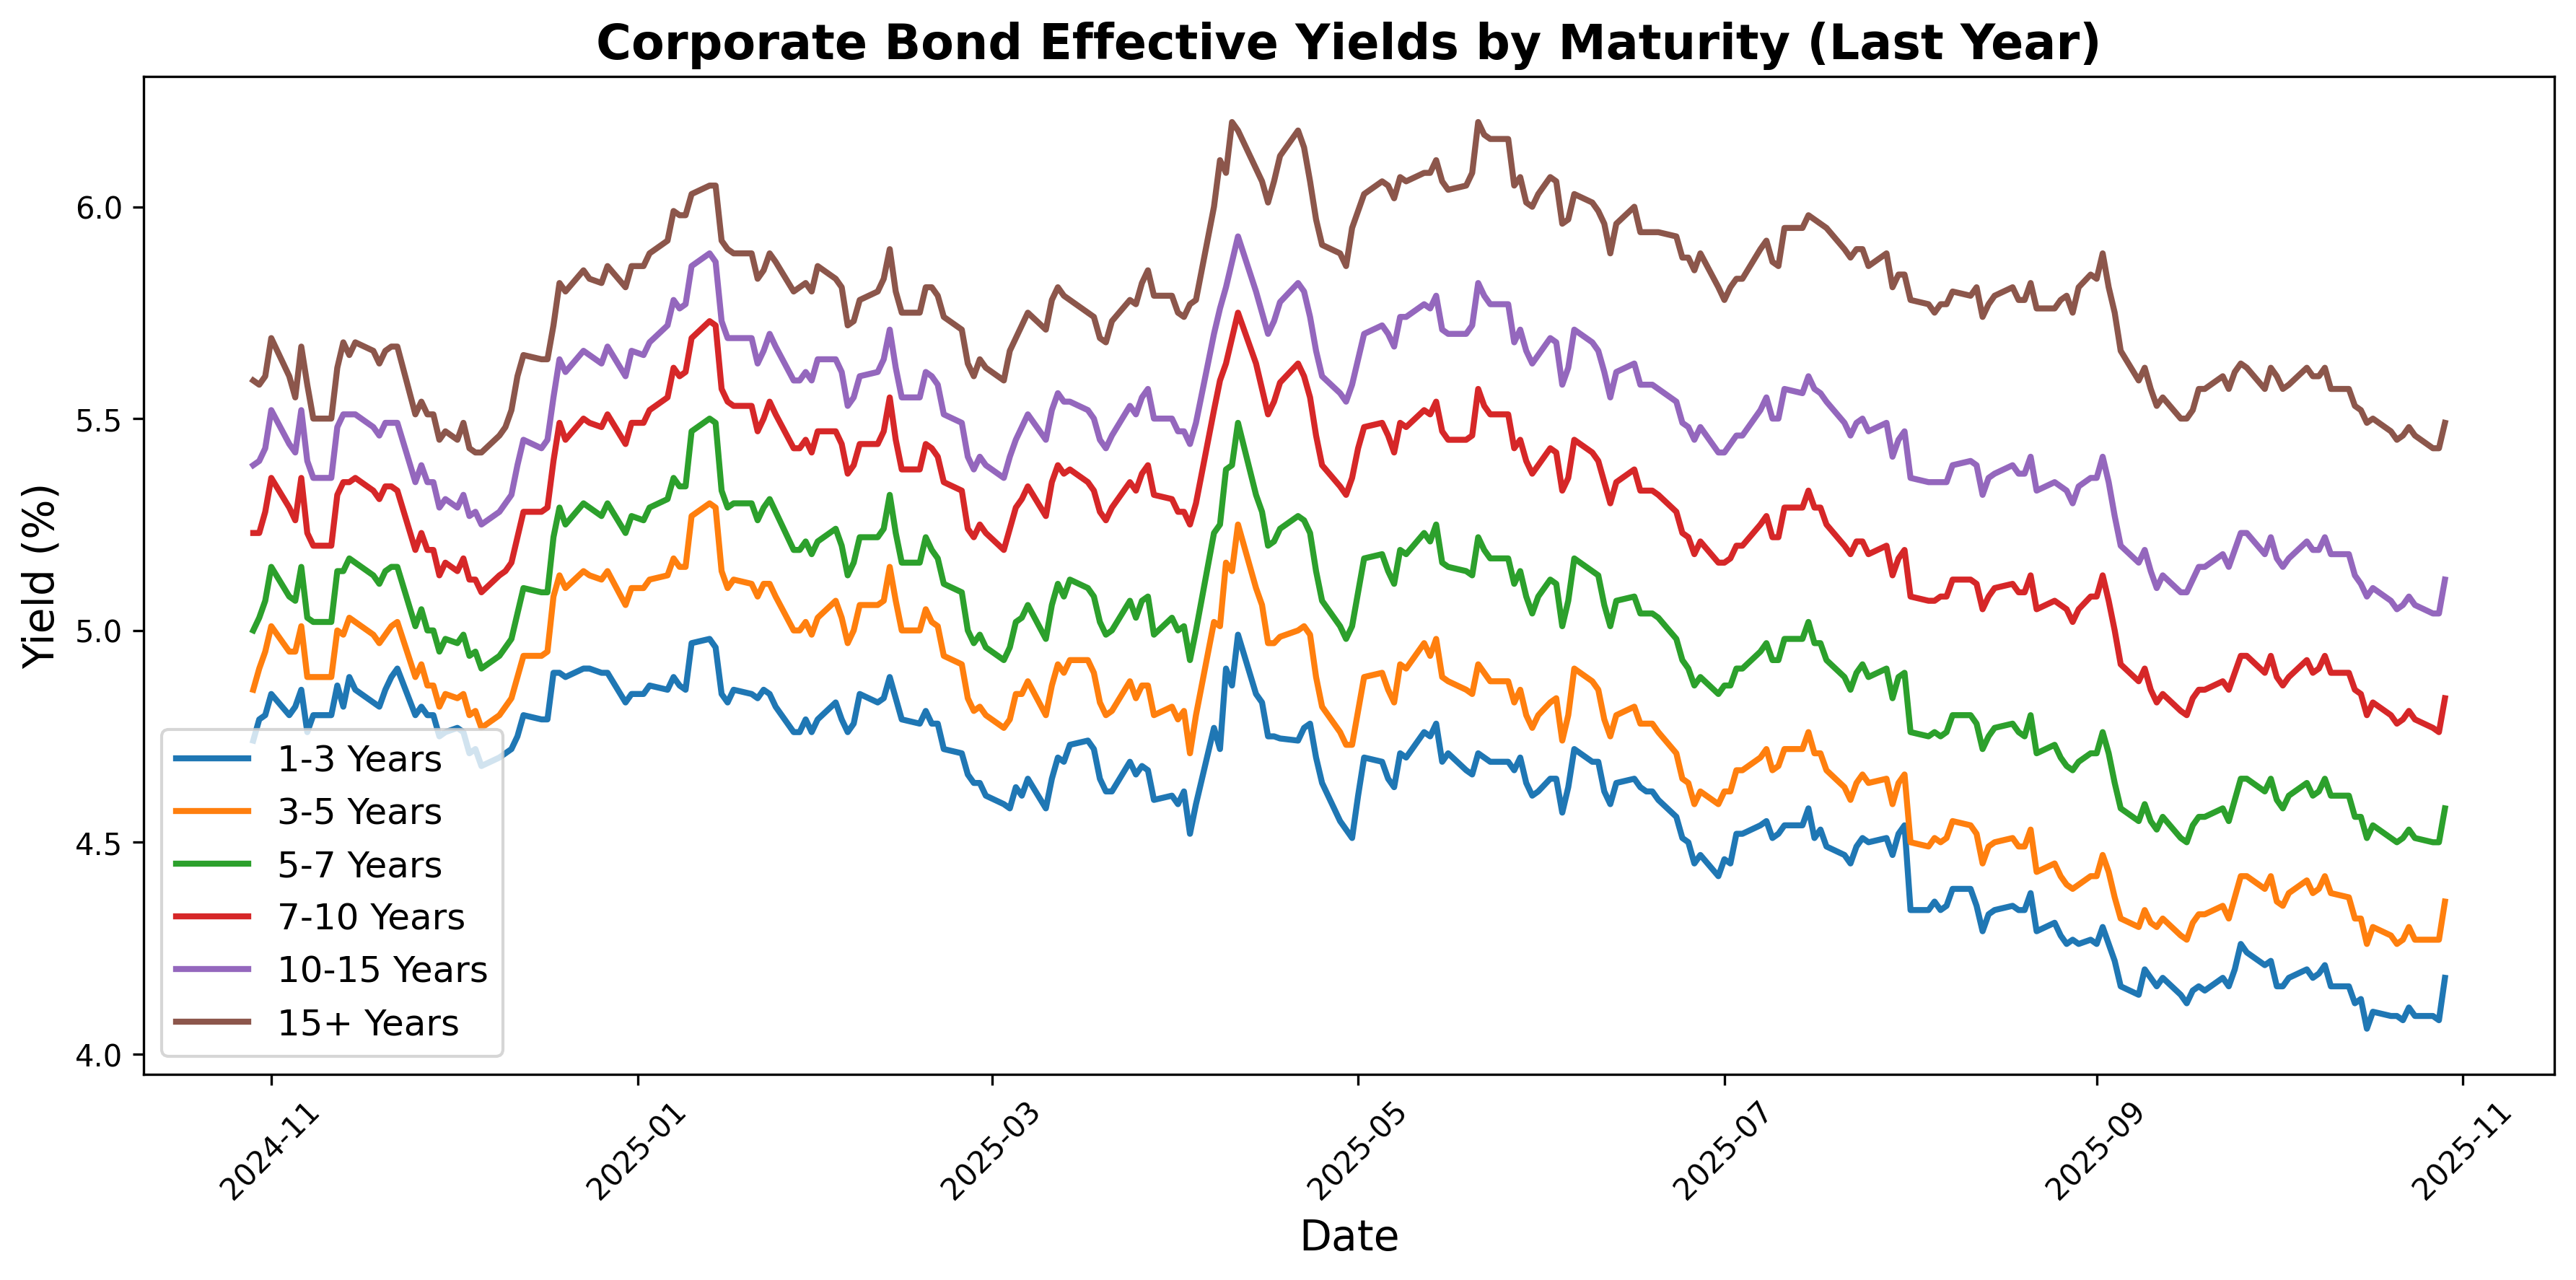 Corporate Bond Effective Yields by Maturity (Last Year)
Yield (%)
6.0
5.5
5.0
4.5
4.0
1-3 Years
3-5 Years
5-7 Years
7-10 Years
10-15 Years
15+ Years
2024-11
2025-01
2025-03
2025-05
2025-07
2025-09
2025-11
Date